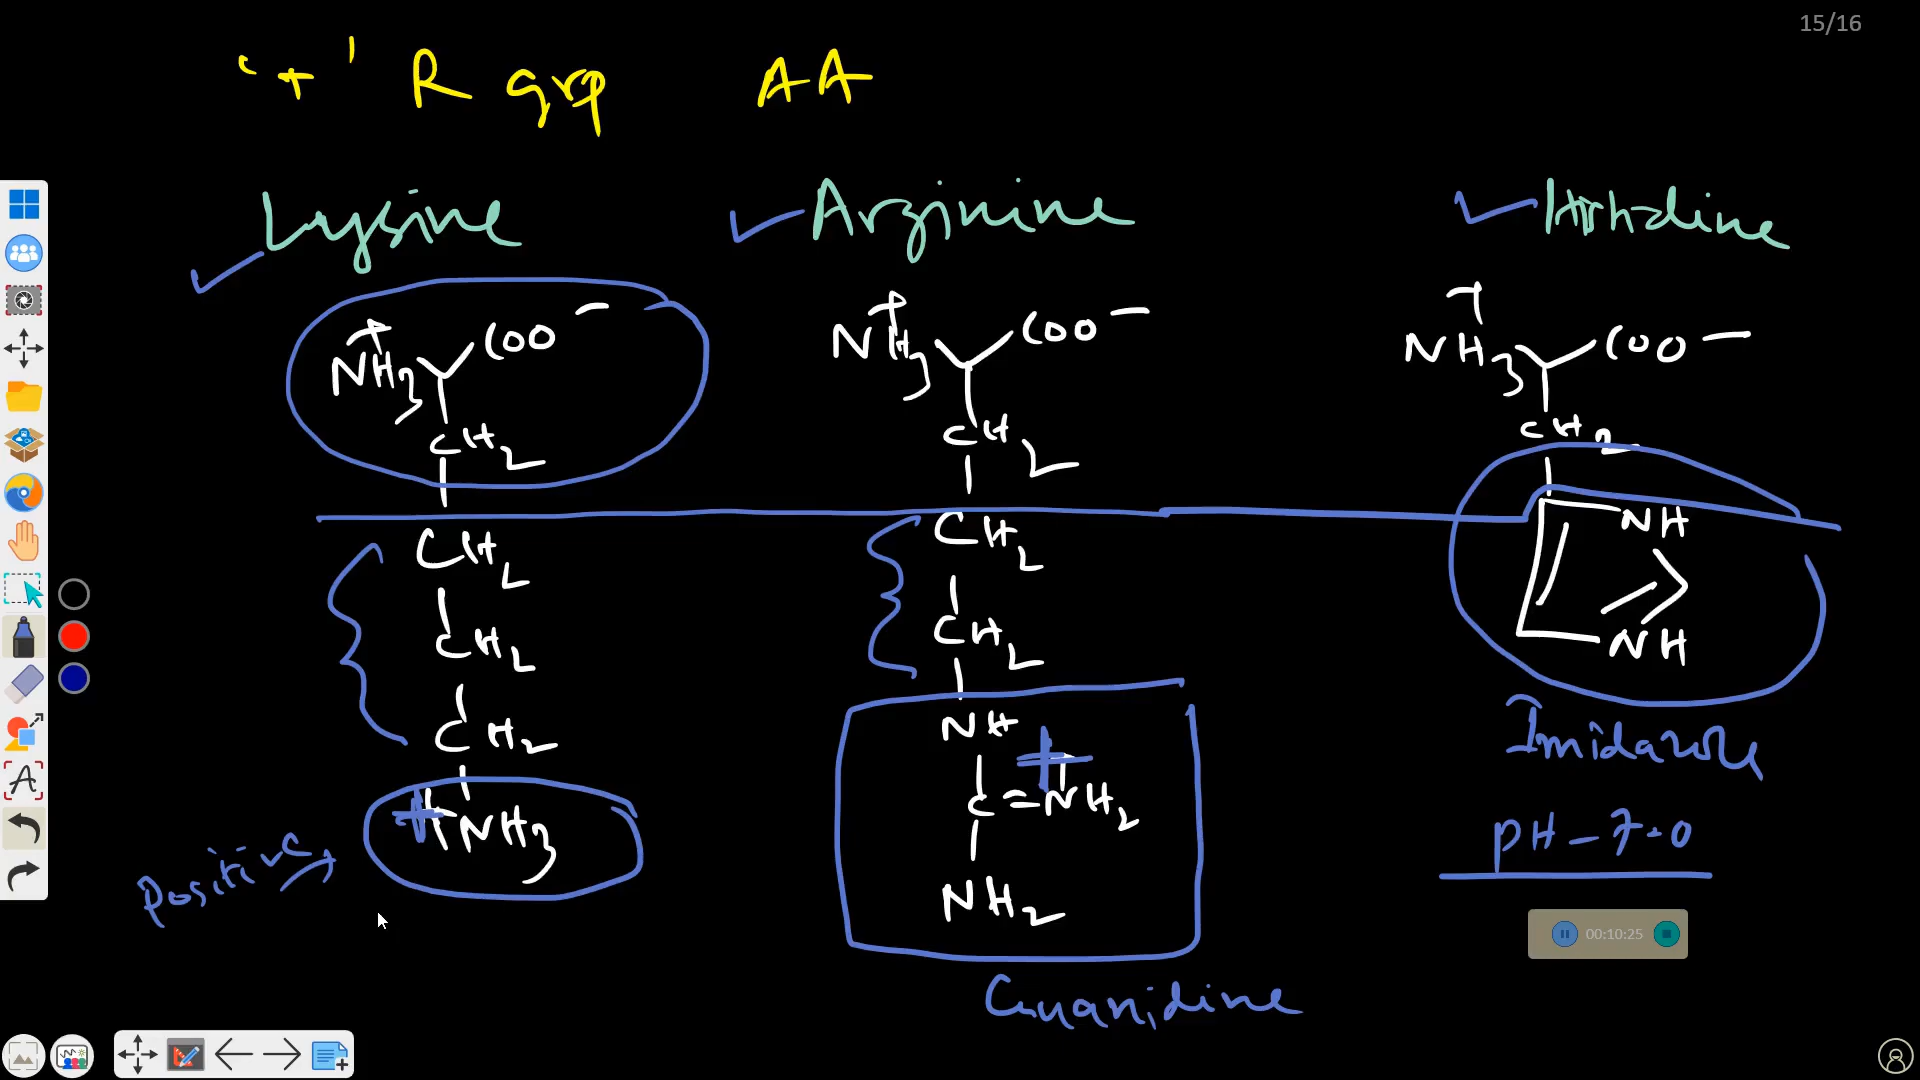 15/16
'+' R grp AA
Lysine
Arginine
NH3 COO−
NH3 COO−
NH3 COO−
CH2
CH2
CH2
CH2
CH2
NH
CH2
CH2
NH
CH2
NH
Imidazole
+NH3
C=NH2
pH-7.0
positive
NH2
00:10:25
Guanidine